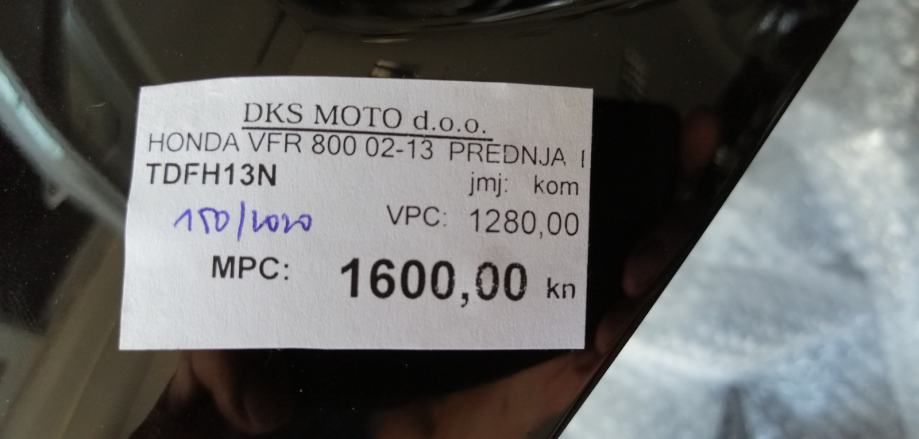 DKS MOTO d.o.o.
HONDA VFR 800 02-13 PREDNJA
TDFH13N jmj: kom
150/2020 VPC: 1280,00
MPC: 1600,00 kn